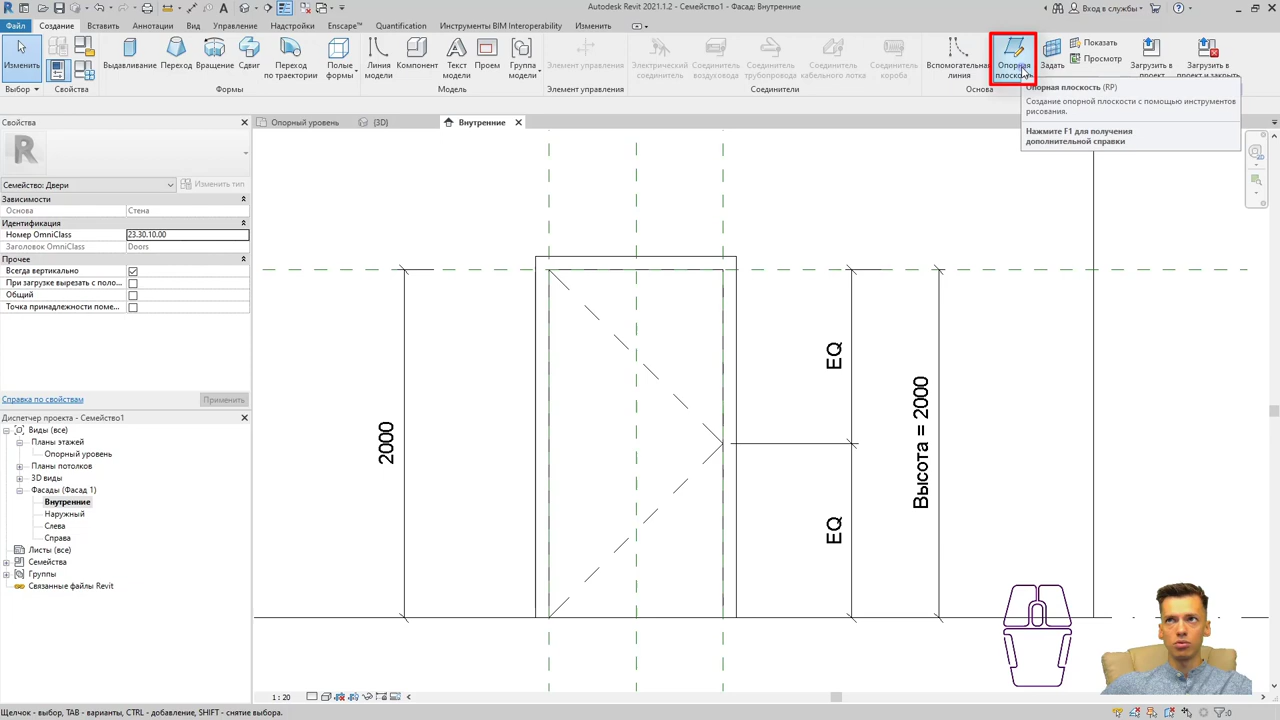 Autodesk Revit 2021.1.2 - Семейство1 - Фасад: Внутренние
Вход в службы
Файл Создание Вставить Аннотации Вид Управление Надстройки Enscape™ Quantification Инструменты BIM Interoperability Изменить
Изменить
Выдавливание Переход Вращение Сдвиг Переход по траектории Полые формы
Линия модели Компонент Текст модели Проем Группа модели
Элемент управления
Электрический соединитель Соединитель воздуховода Соединитель трубопровода Соединитель кабельного лотка Соединитель короба
Вспомогательная линия Опорная плоскость Задать Показать Просмотр
Загрузить в проект Загрузить в проект и закрыть
Выбор Свойства Формы Модель Элемент управления Соединители Основа
Опорная плоскость (RP)
Создание опорной плоскости с помощью инструментов
рисования.
Нажмите F1 для получения
дополнительной справки
Свойства
Опорный уровень {3D} Внутренние
R
Семейство: Двери Изменить тип
Зависимости
Основа Стена
Идентификация
Номер OmniClass 23.30.10.00
Заголовок OmniClass Doors
Прочее
Всегда вертикально
При загрузке вырезать с поло...
Общий
Точка принадлежности поме...
Справка по свойствам Применить
Диспетчер проекта - Семейство1
Виды (все)
Планы этажей
Опорный уровень
Планы потолков
3D виды
Фасады (Фасад 1)
Внутренние
Наружный
Слева
Справа
Листы (все)
Семейства
Группы
Связанные файлы Revit
2000
EQ
EQ
Высота = 2000
1 : 20
Щелчок - выбор, TAB - варианты, CTRL - добавление, SHIFT - снятие выбора.
:0